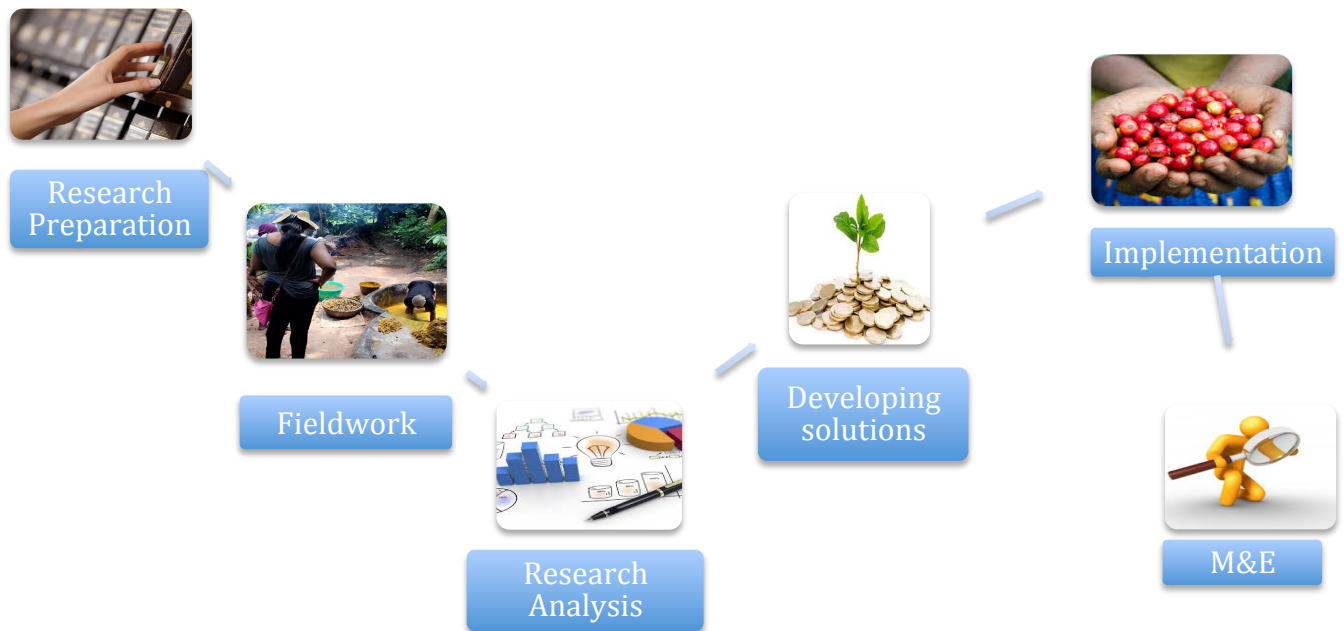 Research
Preparation
Fieldwork
Research
Analysis
Developing
solutions
Implementation
M&E